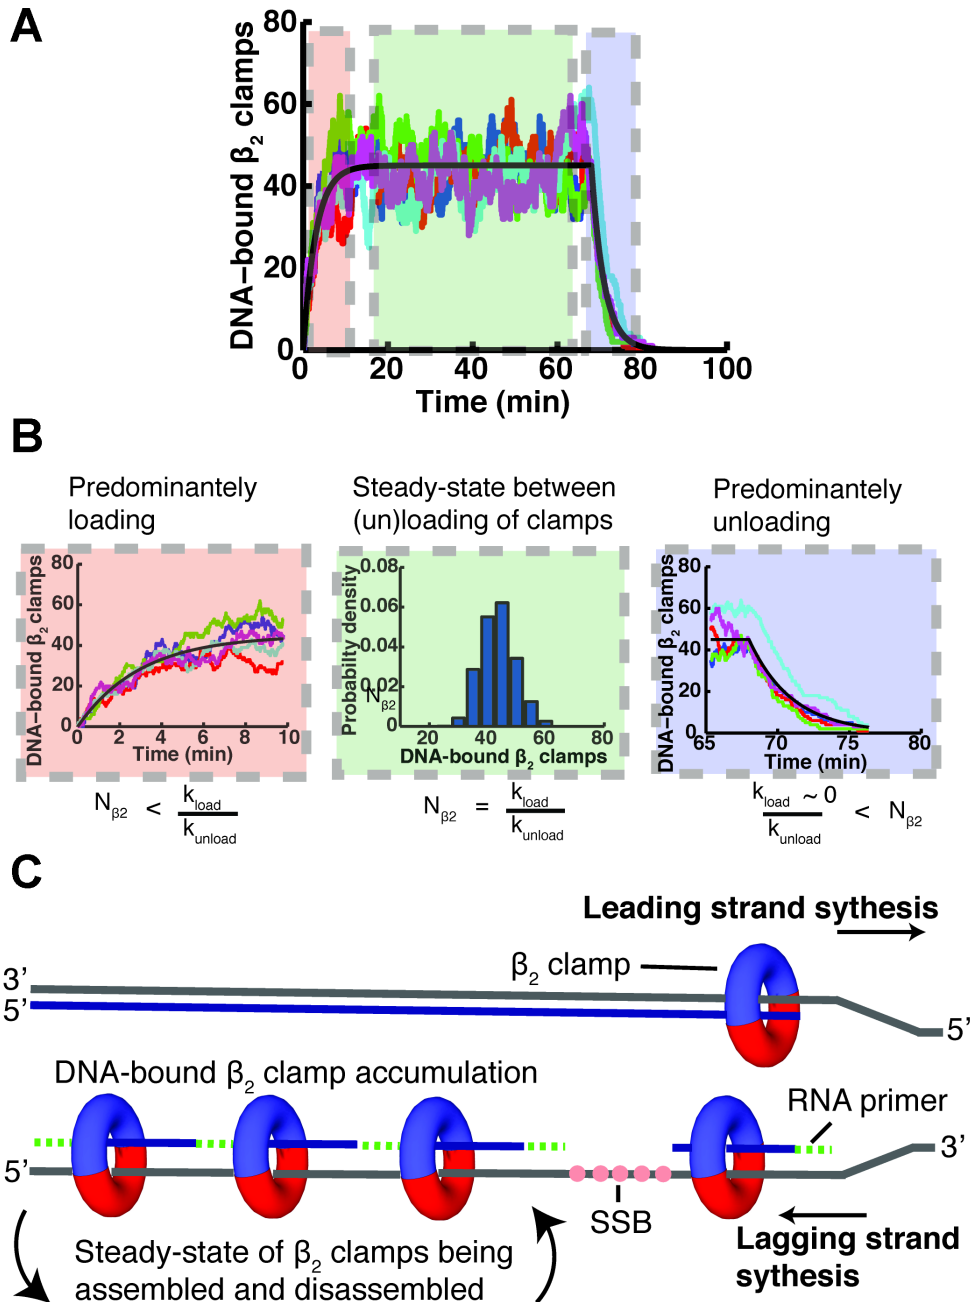 A
DNA–bound β2 clamps
80
60
40
20
0
0 20 40 60 80 100
Time (min)
B
Predominantely
loading
Steady-state between
(un)loading of clamps
Predominantely
unloading
DNA–bound β2 clamps
80
60
40
20
0
0 2 4 6 8 10
Time (min)
Probabilty density
0.08
0.06
0.04
0.02
0
Nβ2
20 40 60 80
DNA-bound β2 clamps
DNA–bound β2 clamps
80
60
40
20
0
65 70 75 80
Time (min)
Nβ2 < kload
kunload
Nβ2 = kload
kunload
kload ~ 0 < Nβ2
kunload
C
Leading strand sythesis
β2 clamp
3’
5’
5’
DNA-bound β2 clamp accumulation
RNA primer
3’
5’
SSB
Lagging strand
sythesis
Steady-state of β2 clamps being
assembled and disassembled